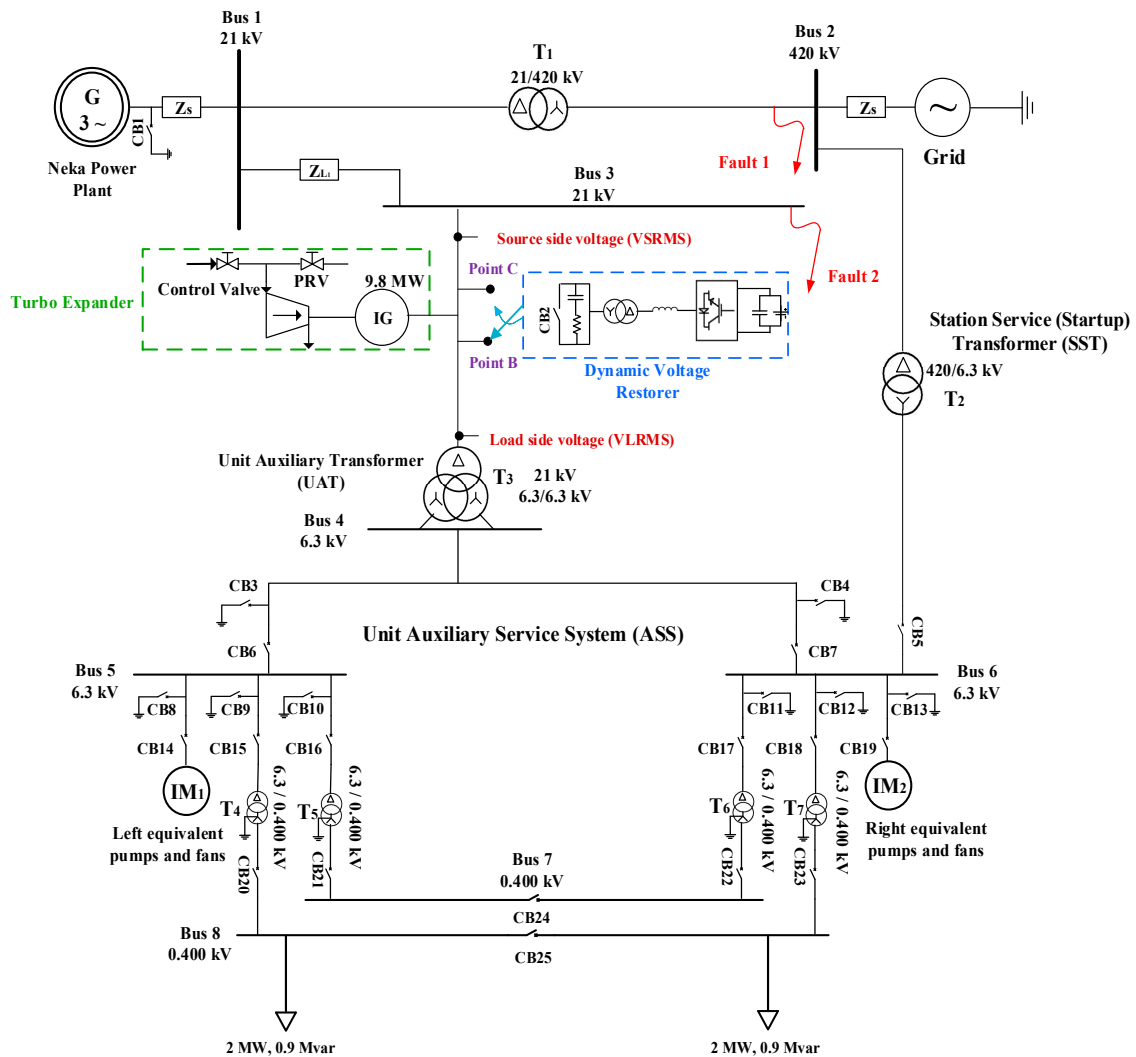 Bus 1
21 kV
G
3 ~
Zs
CB1
Neka Power
Plant
T1
21/420 kV
Bus 2
420 kV
Zs
~
Grid
Fault 1
ZL1
Bus 3
21 kV
Source side voltage (VSRMS)
Fault 2
Turbo Expander
Control Valve
PRV
9.8 MW
IG
Point C
Point B
CB2
Dynamic Voltage
Restorer
Station Service (Startup)
Transformer (SST)
420/6.3 kV
T2
Load side voltage (VLRMS)
Unit Auxiliary Transformer
(UAT)
T3
21 kV
6.3/6.3 kV
Bus 4
6.3 kV
CB3
CB4
CB5
Unit Auxiliary Service System (ASS)
CB6
CB7
Bus 5
6.3 kV
Bus 6
6.3 kV
CB8
CB9
CB10
CB11
CB12
CB13
CB14
CB15
CB16
CB17
CB18
CB19
IM1
IM2
T4
6.3 / 0.400 kV
T5
6.3 / 0.400 kV
T6
6.3 / 0.400 kV
T7
6.3 / 0.400 kV
Left equivalent
pumps and fans
Right equivalent
pumps and fans
CB20
CB21
CB22
CB23
Bus 7
0.400 kV
CB24
Bus 8
0.400 kV
CB25
2 MW, 0.9 Mvar
2 MW, 0.9 Mvar